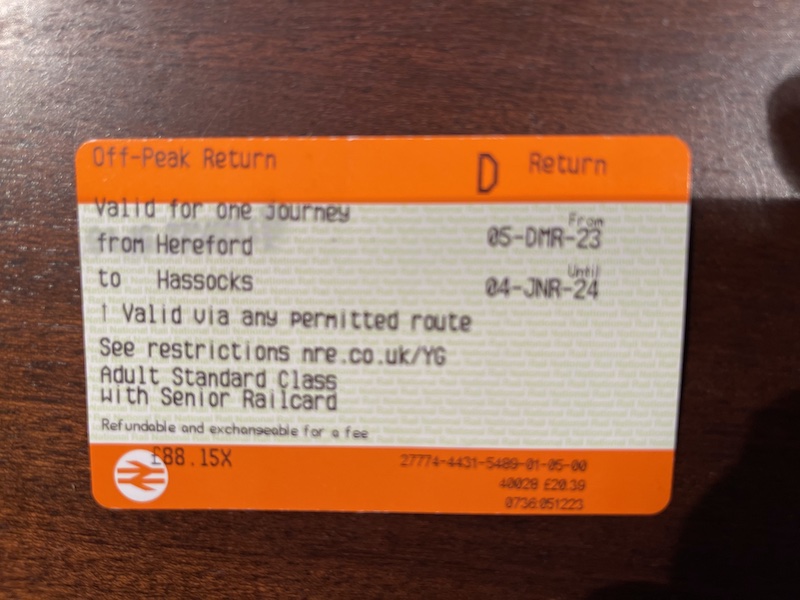 Off-Peak Return D Return
Valid for one journey
From
from Hereford 05-DMR-23
Until
to Hassocks 04-JNR-24
↑ Valid via any permitted route
See restrictions nre.co.uk/YG
Adult Standard Class
with Senior Railcard
Refundable and exchangeable for a fee
£88.15X 27774-4431-5489-01-05-00
40028 £20.39
0736:051223